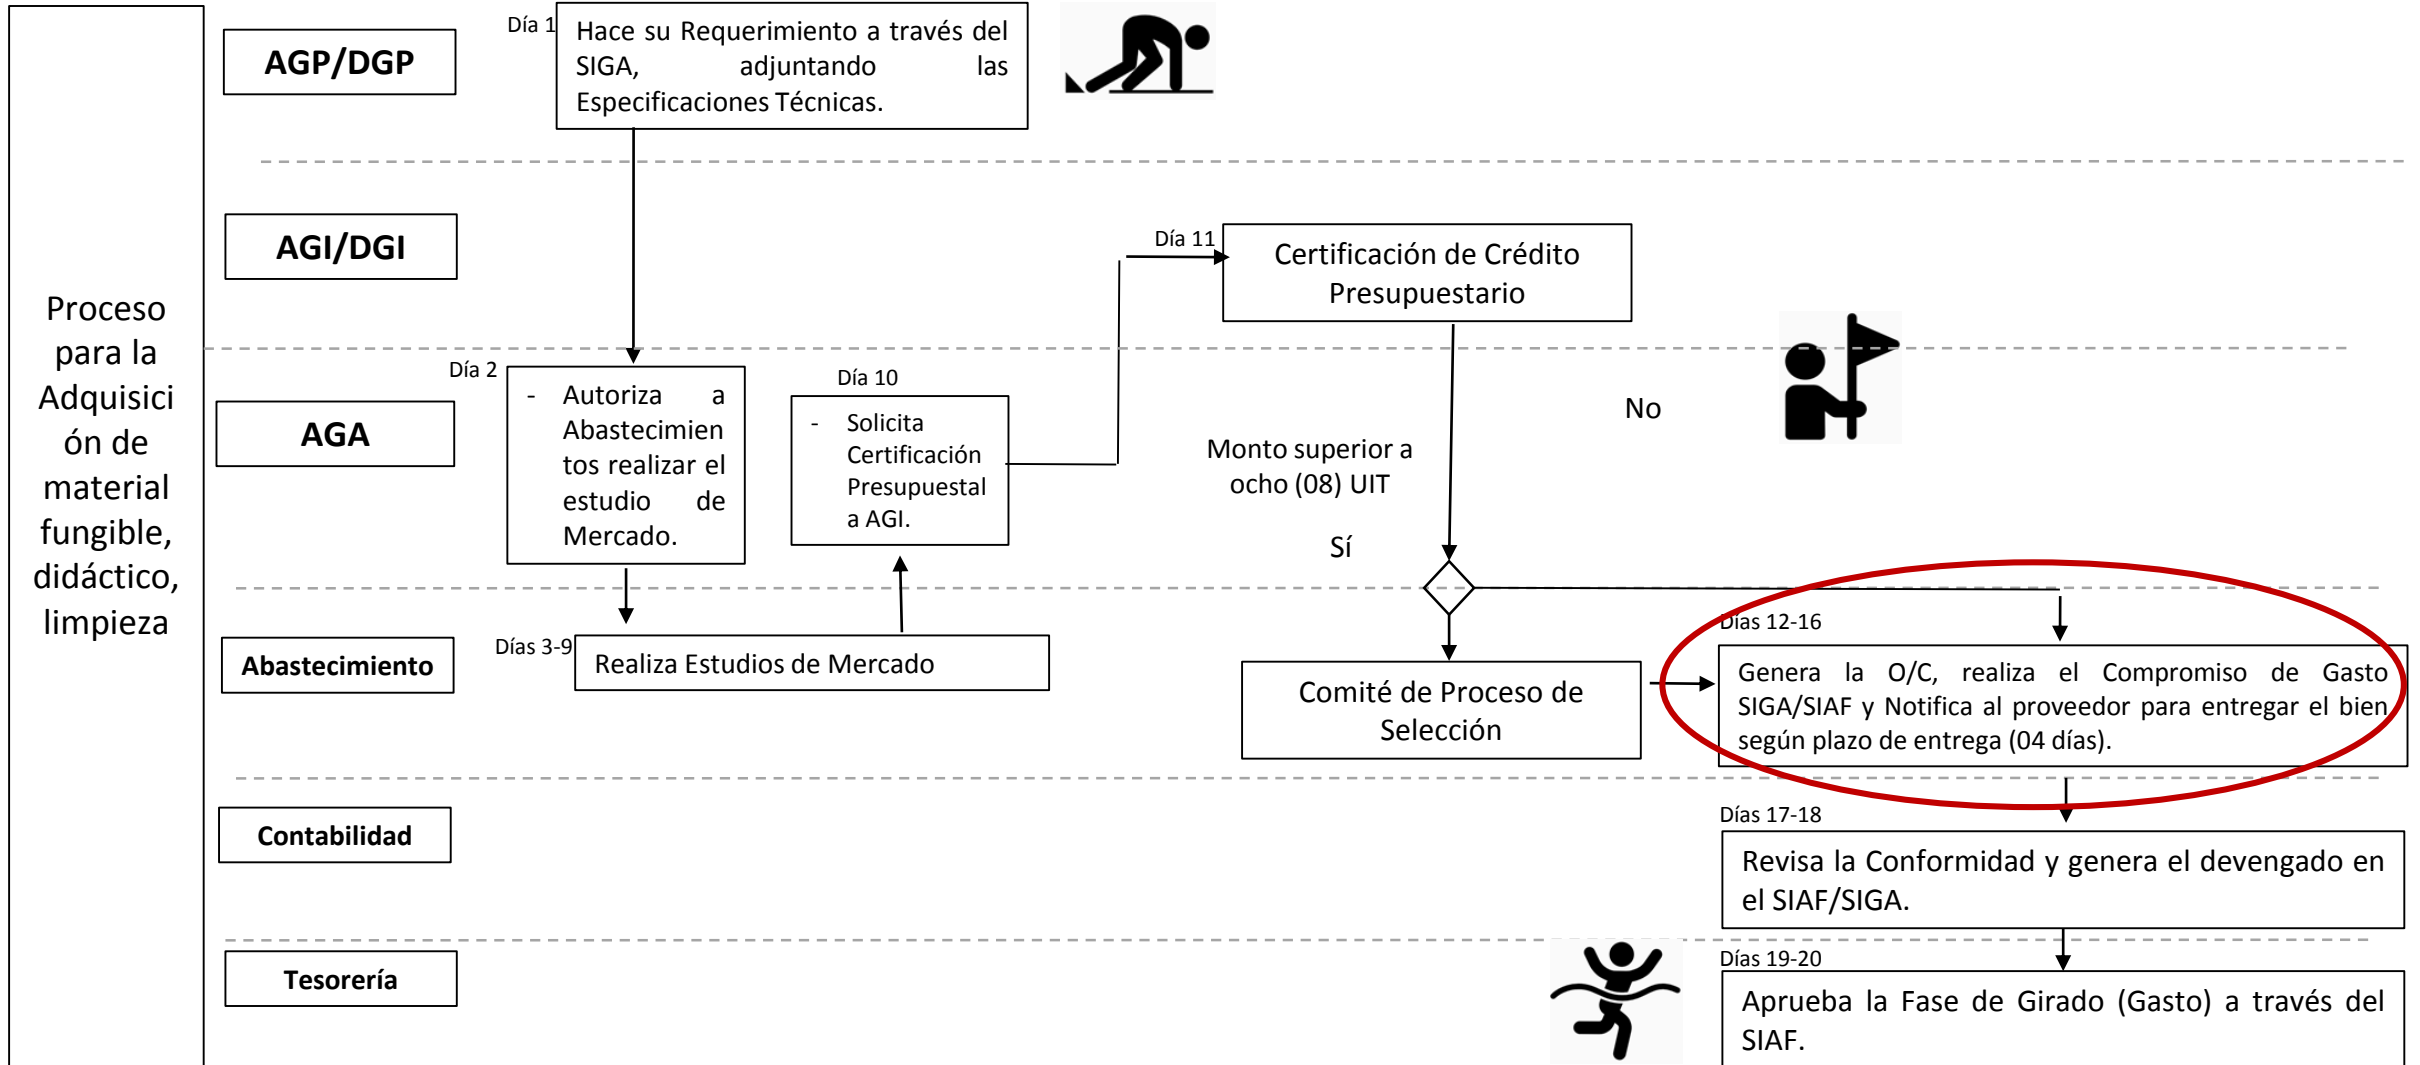 Proceso
para la
Adquisici
ón de
material
fungible,
didáctico,
limpieza
AGP/DGP
Día 1
Hace su Requerimiento a través del
SIGA, adjuntando las
Especificaciones Técnicas.
AGI/DGI
Día 11
Certificación de Crédito
Presupuestario
AGA
Día 2
- Autoriza a
Abastecimien
tos realizar el
estudio de
Mercado.
Día 10
- Solicita
Certificación
Presupuestal
a AGI.
Monto superior a
ocho (08) UIT
No
Sí
Abastecimiento
Días 3-9
Realiza Estudios de Mercado
Comité de Proceso de
Selección
Días 12-16
Genera la O/C, realiza el Compromiso de Gasto
SIGA/SIAF y Notifica al proveedor para entregar el bien
según plazo de entrega (04 días).
Contabilidad
Días 17-18
Revisa la Conformidad y genera el devengado en
el SIAF/SIGA.
Tesorería
Días 19-20
Aprueba la Fase de Girado (Gasto) a través del
SIAF.